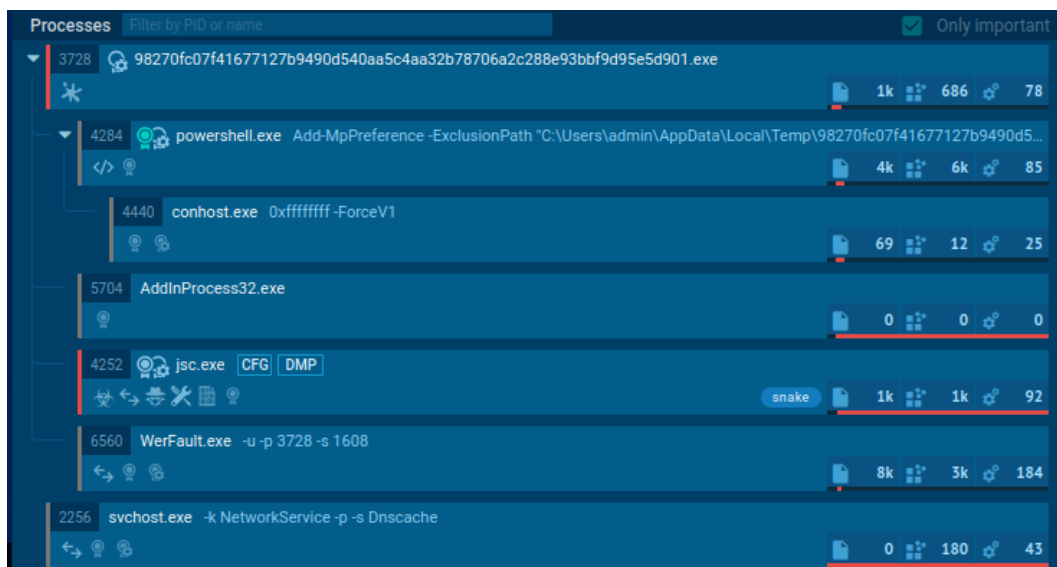 Processes Filter by PID or name Only important
3728 98270fc07f41677127b9490d540aa5c4aa32b78706a2c288e93bbf9d95e5d901.exe
1k 686 78
4284 powershell.exe Add-MpPreference -ExclusionPath "C:\Users\admin\AppData\Local\Temp\98270fc07f41677127b9490d5...
</> 4k 6k 85
4440 conhost.exe 0xffffffff -ForceV1
69 12 25
5704 AddInProcess32.exe
0 0 0
4252 jsc.exe CFG DMP
snake 1k 1k 92
6560 WerFault.exe -u -p 3728 -s 1608
8k 3k 184
2256 svchost.exe -k NetworkService -p -s Dnscache
0 180 43